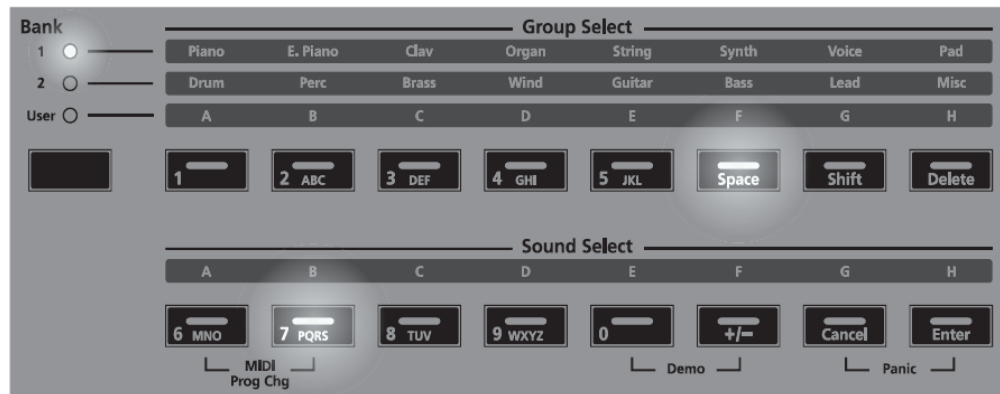 Bank
Group Select
1 Piano E. Piano Clav Organ String Synth Voice Pad
2 Drum Perc Brass Wind Guitar Bass Lead Misc
User A B C D E F G H
1 2 ABC 3 DEF 4 GHI 5 JKL Space Shift Delete
Sound Select
A B C D E F G H
6 MNO 7 PQRS 8 TUV 9 WXYZ 0 +/− Cancel Enter
MIDI Prog Chg
Demo
Panic